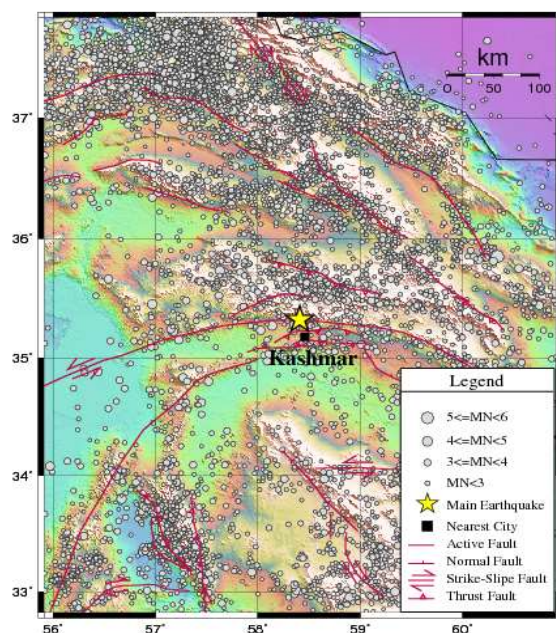 km
0 50 100
37°
36°
35°
34°
33°
Kashmar
Legend
5<=MN<6
4<=MN<5
3<=MN<4
MN<3
Main Earthquake
Nearest City
Active Fault
Normal Fault
Strike-Slipe Fault
Thrust Fault
56° 57° 58° 59° 60°